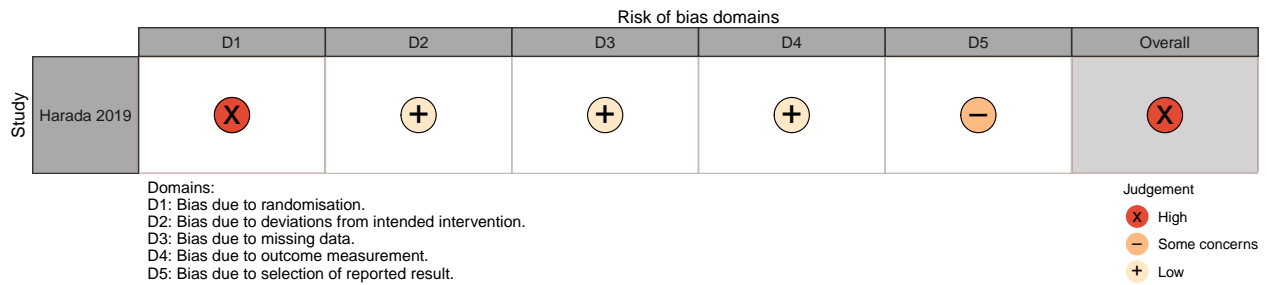 Risk of bias domains
D1 D2 D3 D4 D5 Overall
Study
Harada 2019 X + + + − X
Domains:
D1: Bias due to randomisation.
D2: Bias due to deviations from intended intervention.
D3: Bias due to missing data.
D4: Bias due to outcome measurement.
D5: Bias due to selection of reported result.
Judgement
X High
− Some concerns
+ Low